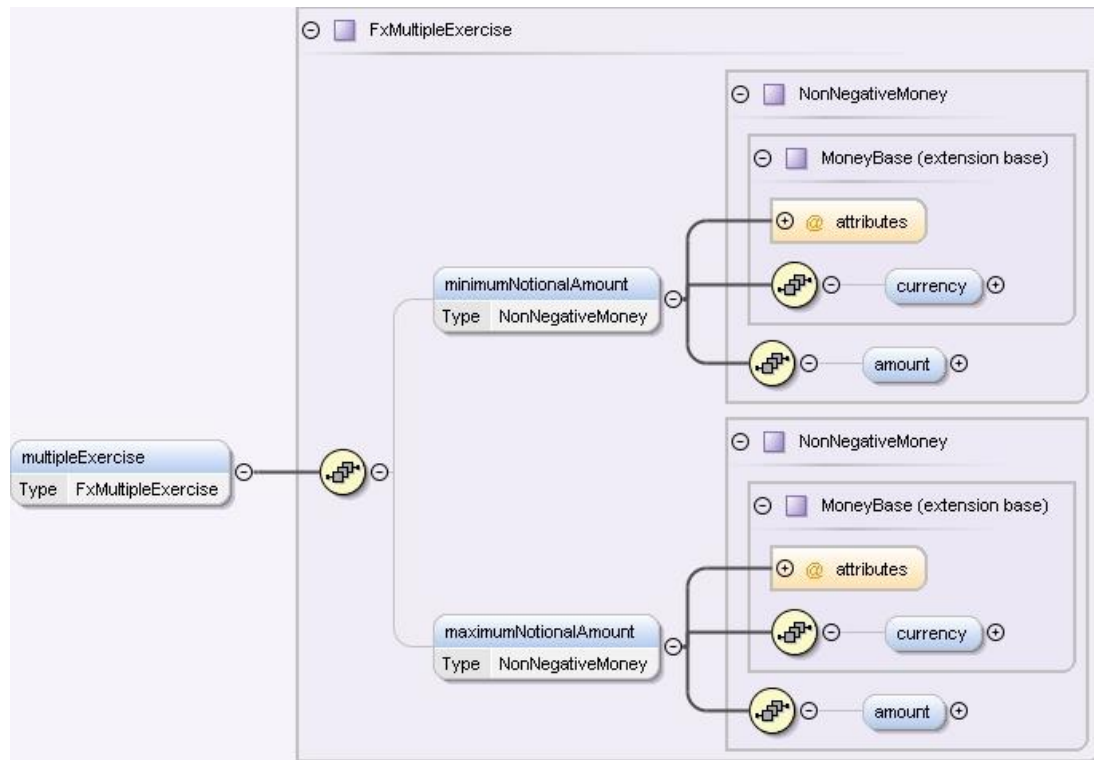 FxMultipleExercise
NonNegativeMoney
MoneyBase (extension base)
@ attributes
minimumNotionalAmount
Type NonNegativeMoney
currency
amount
multipleExercise
Type FxMultipleExercise
NonNegativeMoney
MoneyBase (extension base)
@ attributes
maximumNotionalAmount
Type NonNegativeMoney
currency
amount